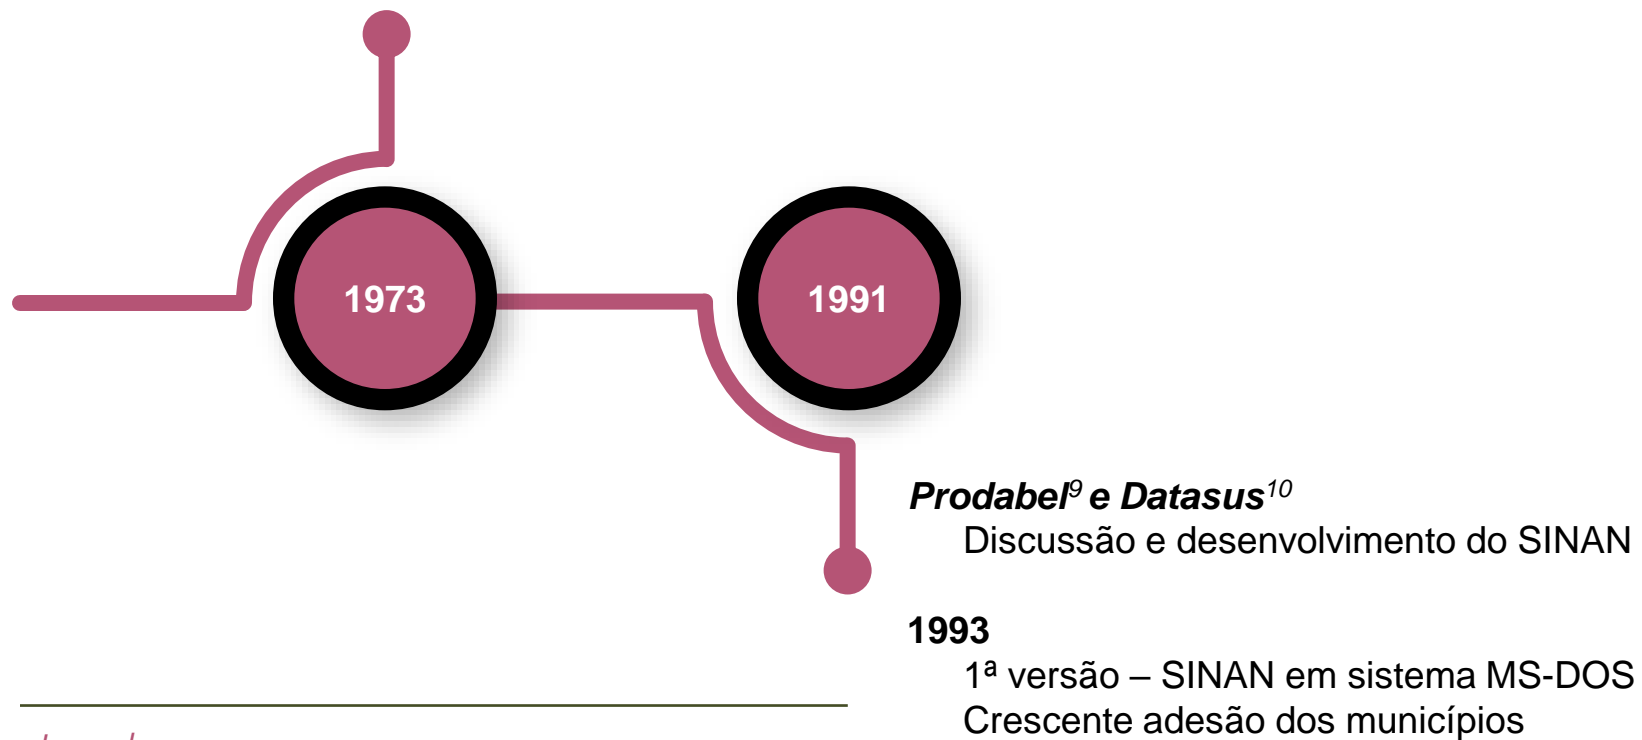 1973
1991
Prodabel⁹ e Datasus¹⁰
Discussão e desenvolvimento do SINAN
1993
1ª versão – SINAN em sistema MS-DOS
Crescente adesão dos municípios